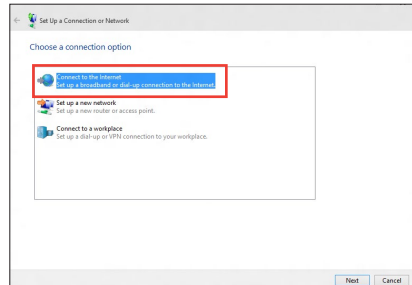 Set Up a Connection or Network
Choose a connection option
Connect to the Internet
Set up a broadband or dial-up connection to the Internet.
Set up a new network
Set up a new router or access point.
Connect to a workplace
Set up a dial-up or VPN connection to your workplace.
Next Cancel